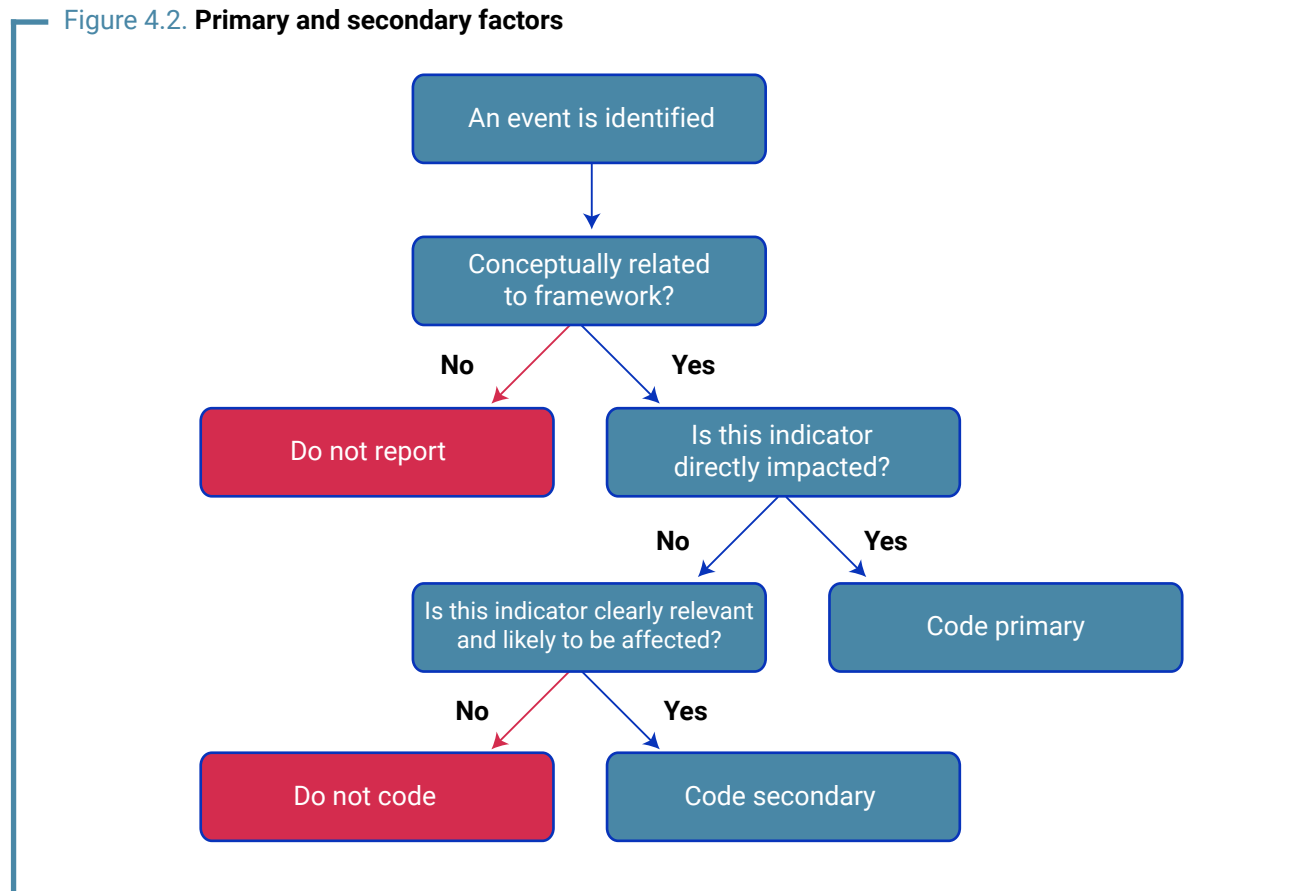 Figure 4.2. Primary and secondary factors
An event is identified
Conceptually related
to framework?
No
Yes
Do not report
Is this indicator
directly impacted?
No
Yes
Is this indicator clearly relevant
and likely to be affected?
Code primary
No
Yes
Do not code
Code secondary